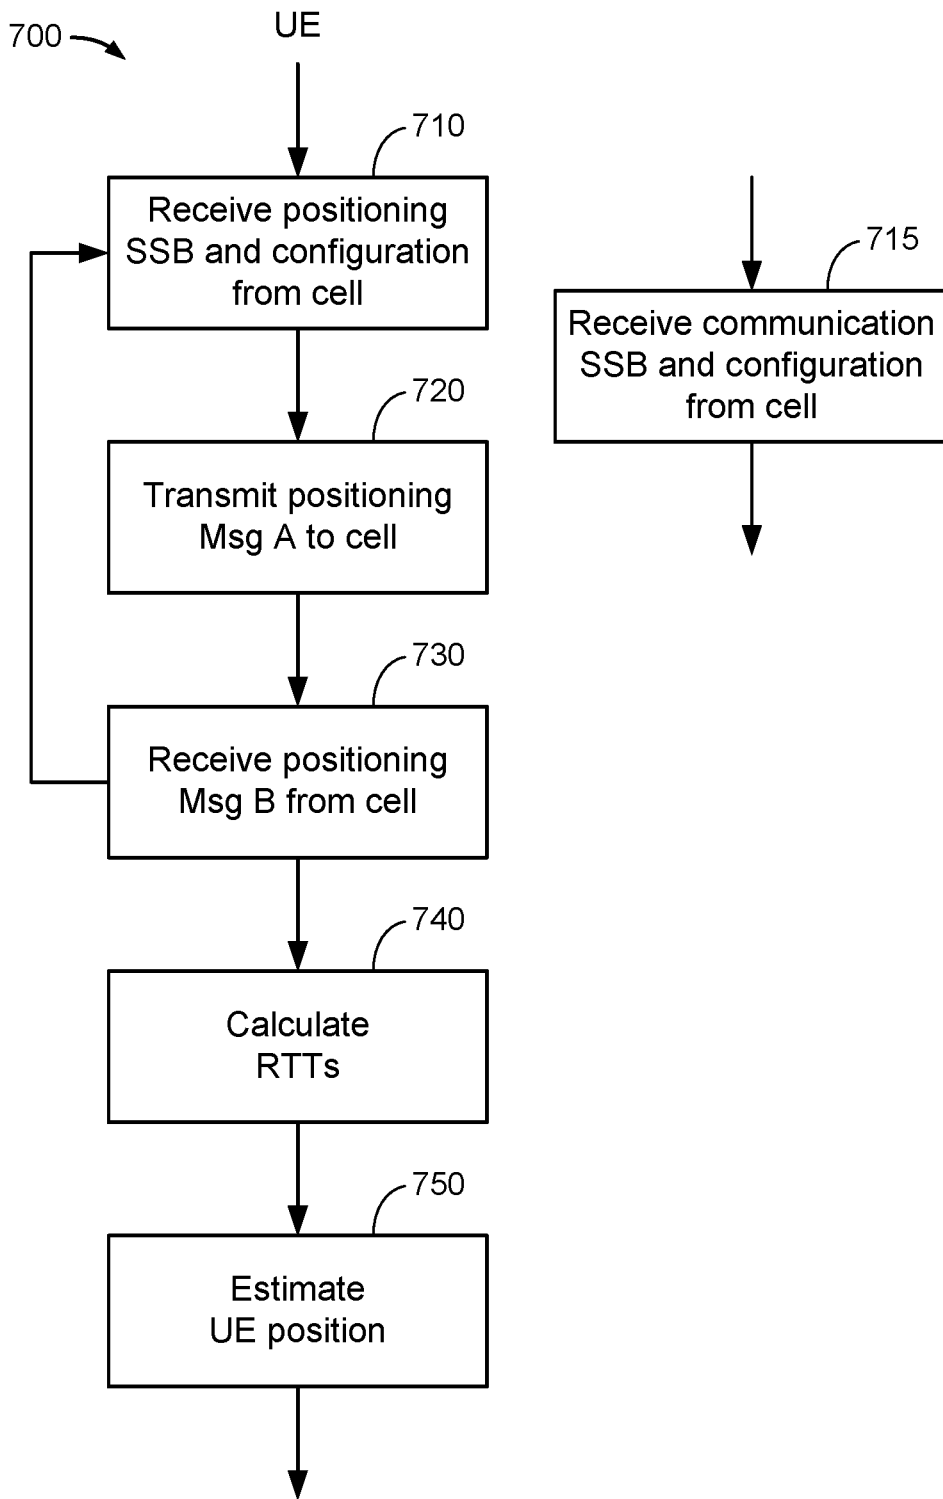 700
UE
710
Receive positioning
SSB and configuration
from cell
715
Receive communication
SSB and configuration
from cell
720
Transmit positioning
Msg A to cell
730
Receive positioning
Msg B from cell
740
Calculate
RTTs
750
Estimate
UE position